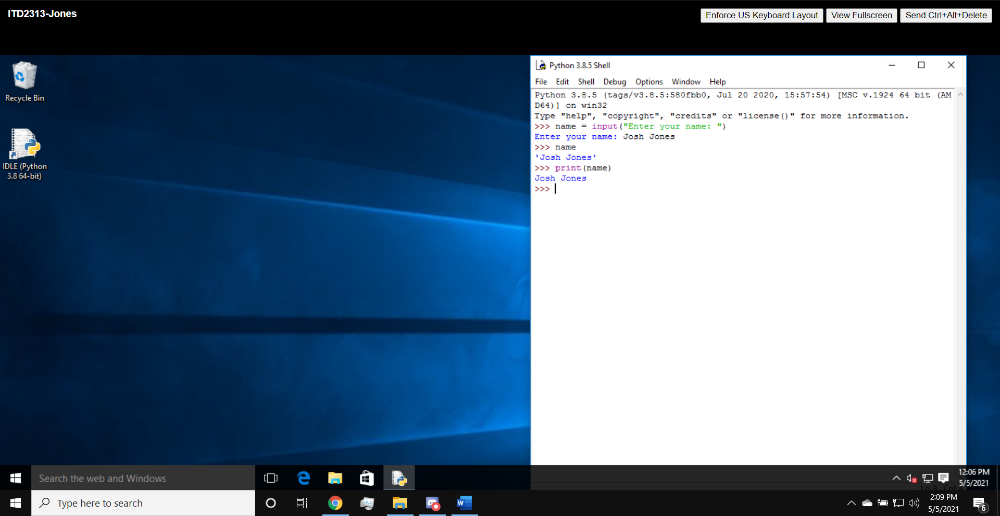 ITD2313-Jones
Enforce US Keyboard Layout
View Fullscreen
Send Ctrl+Alt+Delete
Recycle Bin
IDLE (Python
3.8 64-bit)
Python 3.8.5 Shell
File Edit Shell Debug Options Window Help
Python 3.8.5 (tags/v3.8.5:580fbb0, Jul 20 2020, 15:57:54) [MSC v.1924 64 bit (AM
D64)] on win32
Type "help", "copyright", "credits" or "license()" for more information.
>>> name = input("Enter your name: ")
Enter your name: Josh Jones
>>> name
'Josh Jones'
>>> print(name)
Josh Jones
>>>
Search the web and Windows
12:06 PM
5/5/2021
Type here to search
2:09 PM
5/5/2021
6